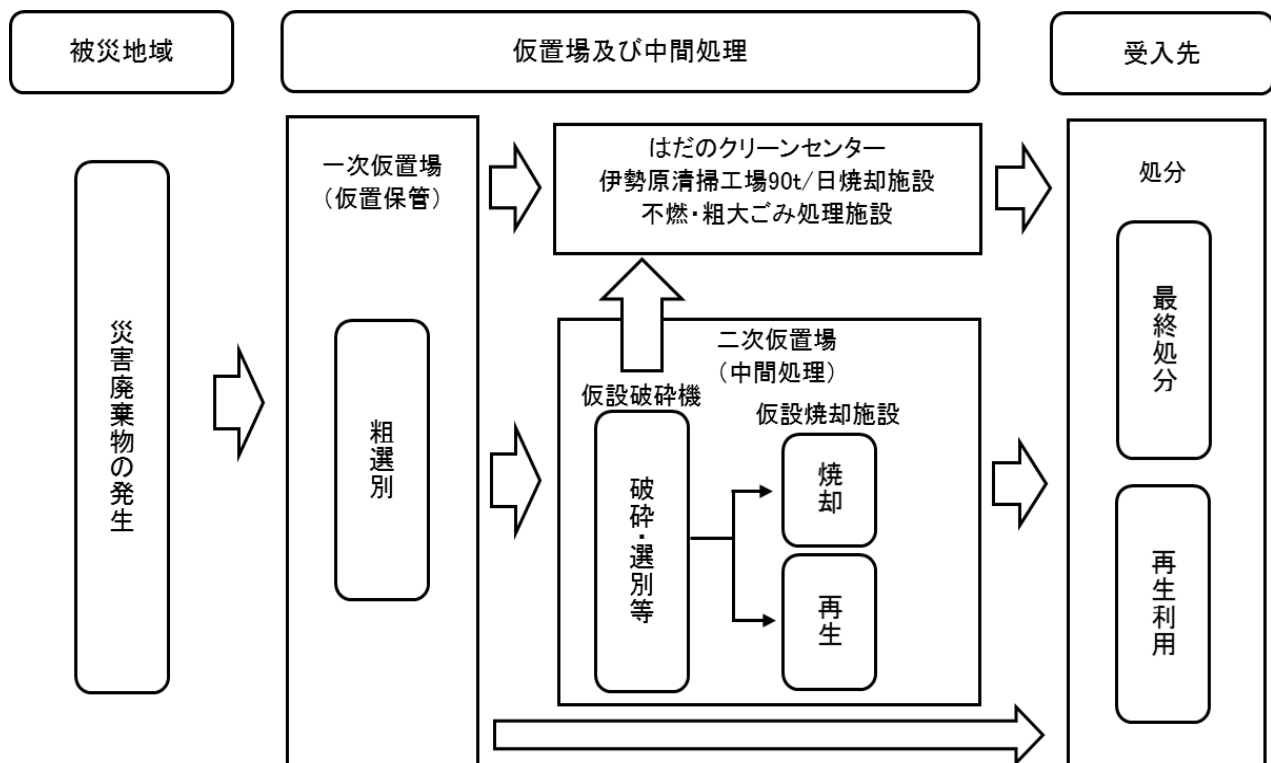 被災地域
仮置場及び中間処理
受入先
災害廃棄物の発生
一次仮置場
（仮置保管）
粗選別
はだのクリーンセンター
伊勢原清掃工場90t/日焼却施設
不燃・粗大ごみ処理施設
二次仮置場
（中間処理）
仮設破砕機
破砕・選別等
仮設焼却施設
焼却
再生
処分
最終処分
再生利用